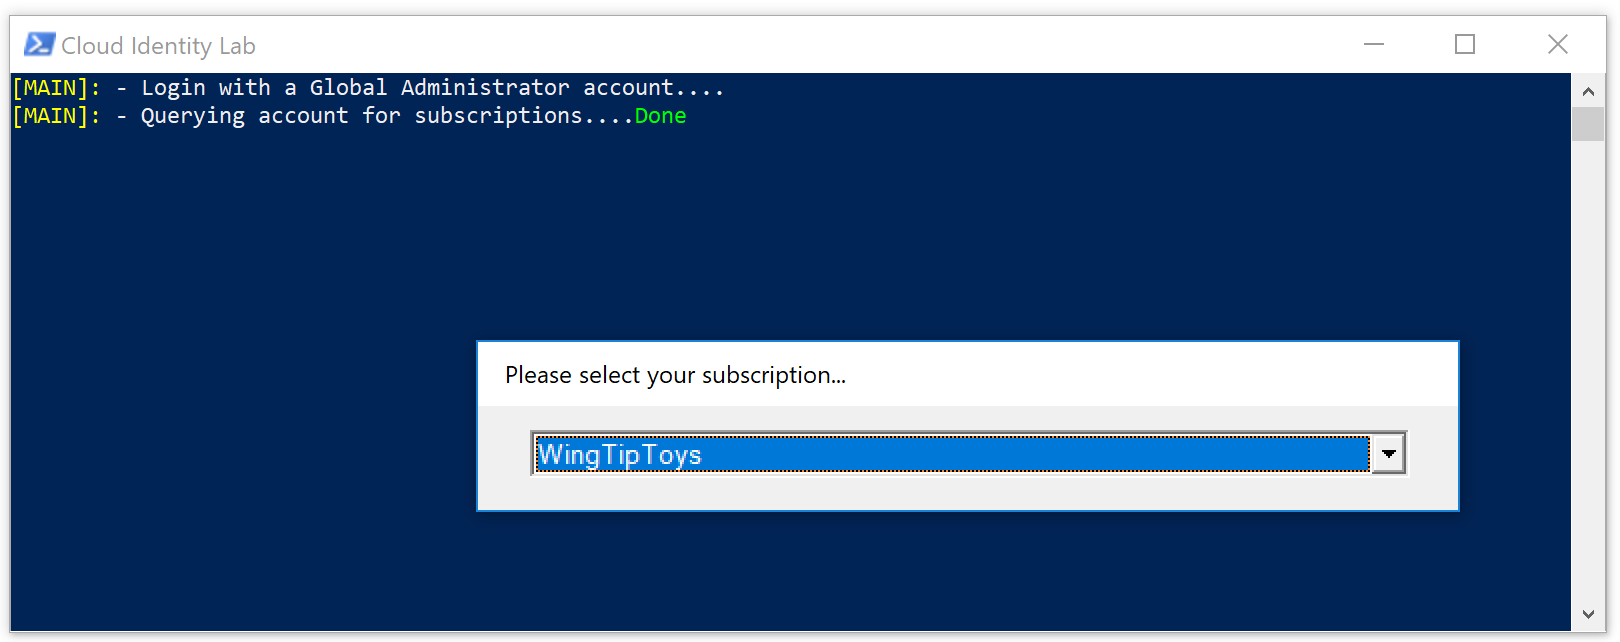 Cloud Identity Lab
[MAIN]: - Login with a Global Administrator account....
[MAIN]: - Querying account for subscriptions....Done
Please select your subscription...
WingTipToys